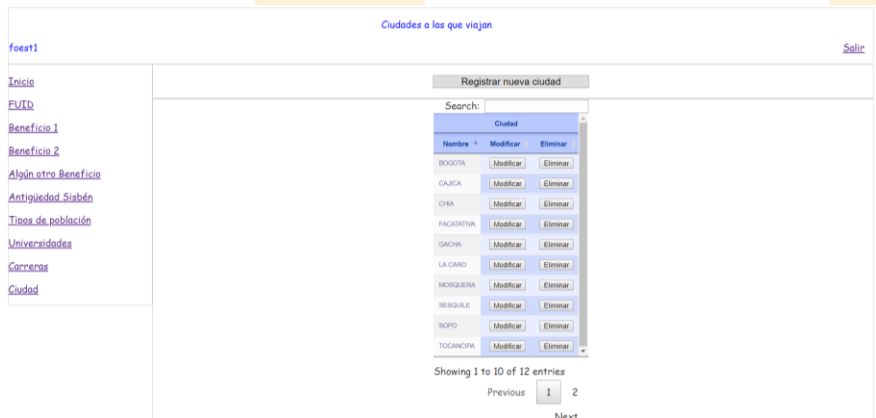 Ciudades a las que viajan
foest1
Salir
Inicio
FUID
Beneficio 1
Beneficio 2
Algún otro Beneficio
Antigüedad Sisbén
Tipos de población
Universidades
Carreras
Ciudad
Registrar nueva ciudad
Search:
Ciudad
Nombre Modificar Eliminar
BOGOTA Modificar Eliminar
CAJICA Modificar Eliminar
CHIA Modificar Eliminar
FACATATIVA Modificar Eliminar
GACHA Modificar Eliminar
LA CARO Modificar Eliminar
MOSQUERA Modificar Eliminar
SESQUILE Modificar Eliminar
SOPO Modificar Eliminar
TOCANCIPA Modificar Eliminar
Showing 1 to 10 of 12 entries
Previous 1 2
Next